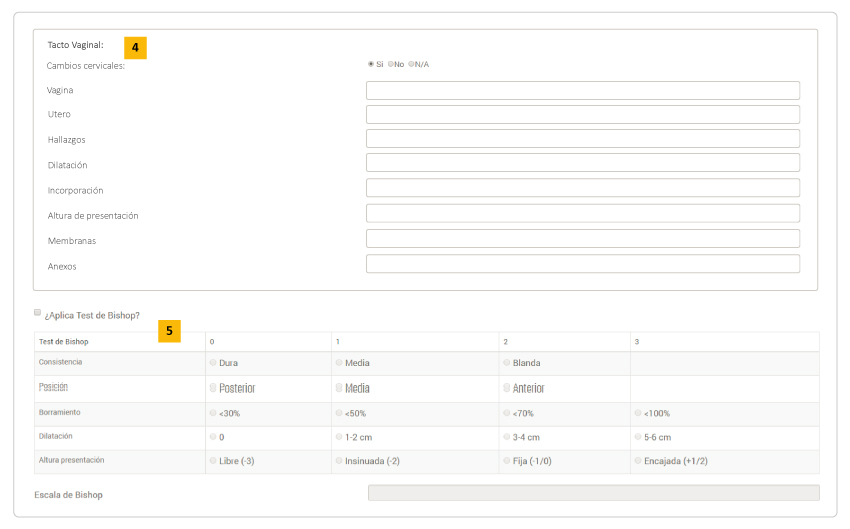 Tacto Vaginal: 4
Cambios cervicales: Si No N/A
Vagina
Utero
Hallazgos
Dilatación
Incorporación
Altura de presentación
Membranas
Anexos
¿Aplica Test de Bishop?
5
Test de Bishop 0 1 2 3
Consistencia Dura Media Blanda
Posición Posterior Media Anterior
Borramiento <30% <50% <70% <100%
Dilatación 0 1-2 cm 3-4 cm 5-6 cm
Altura presentación Libre (-3) Insinuada (-2) Fija (-1/0) Encajada (+1/2)
Escala de Bishop